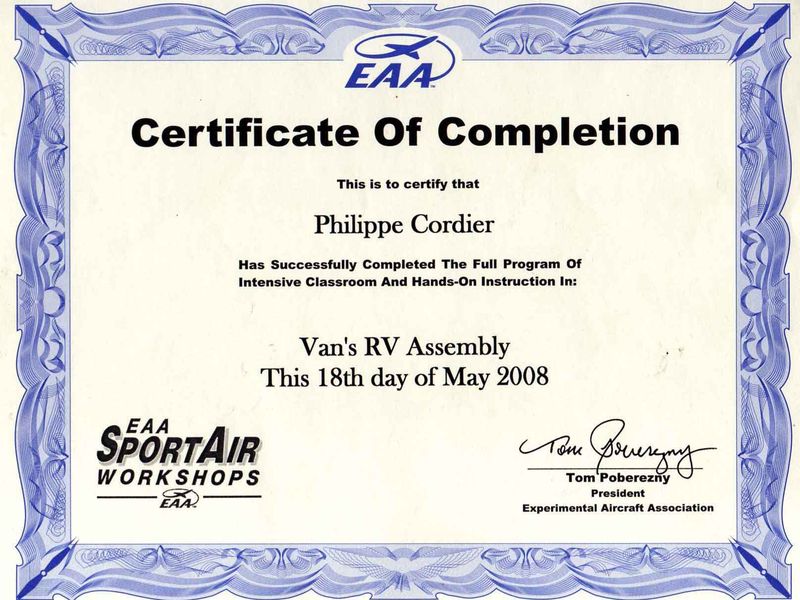 EAA
Certificate Of Completion
This is to certify that
Philippe Cordier
Has Successfully Completed The Full Program Of
Intensive Classroom And Hands-On Instruction In:
Van's RV Assembly
This 18th day of May 2008
EAA
SPORTAIR
WORKSHOPS
EAA
Tom Poberezny
Tom Poberezny
President
Experimental Aircraft Association